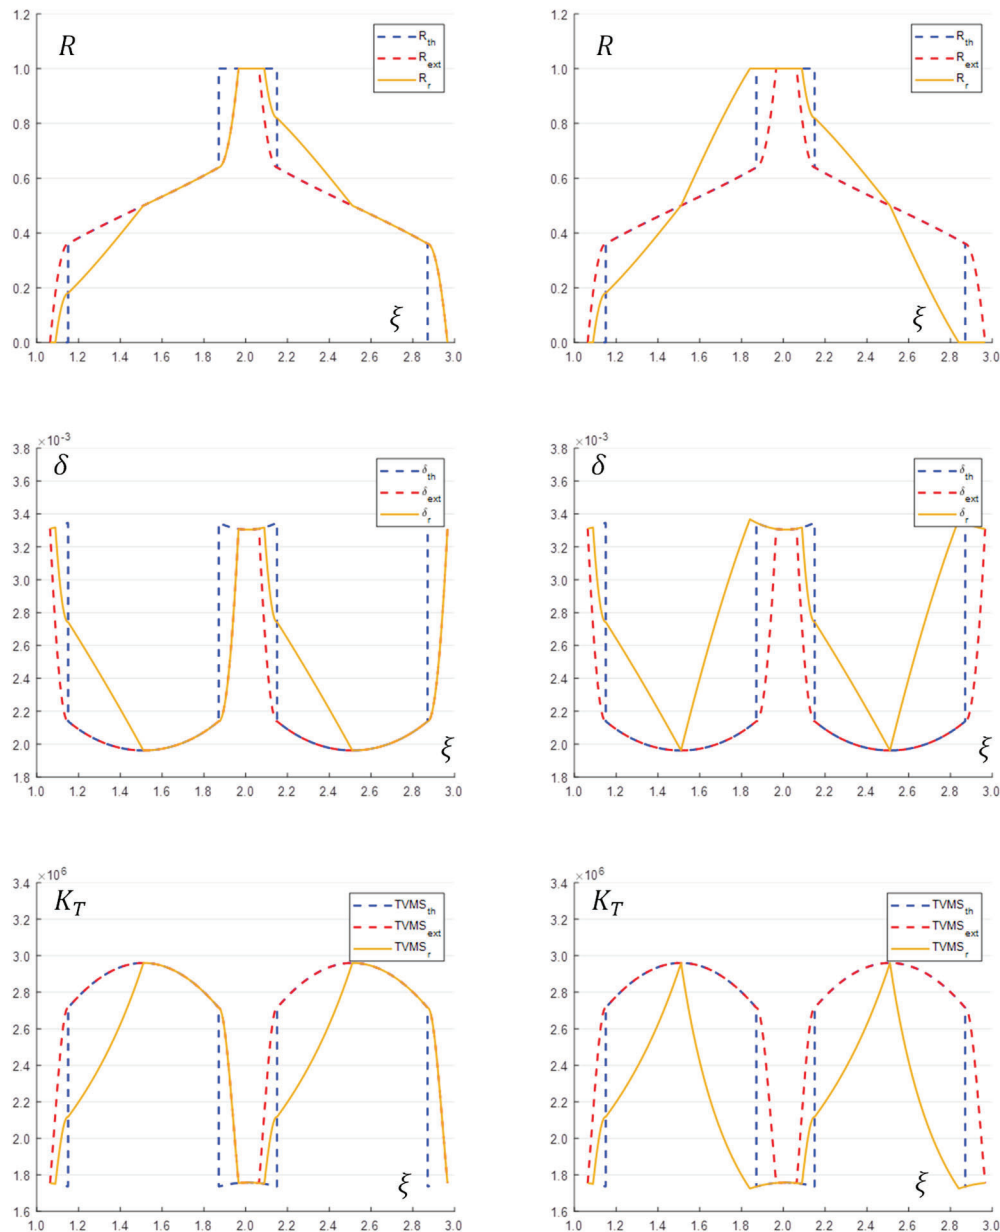 R
R_th
R_ext
R_r
1.2
1.0
0.8
0.6
0.4
0.2
0.0
ξ
1.0 1.2 1.4 1.6 1.8 2.0 2.2 2.4 2.6 2.8 3.0
R
R_th
R_ext
R_r
1.2
1.0
0.8
0.6
0.4
0.2
0.0
ξ
1.0 1.2 1.4 1.6 1.8 2.0 2.2 2.4 2.6 2.8 3.0
×10^-3
δ
δ_th
δ_ext
δ_r
3.8
3.6
3.4
3.2
3.0
2.8
2.6
2.4
2.2
2.0
1.8
ξ
1.0 1.2 1.4 1.6 1.8 2.0 2.2 2.4 2.6 2.8 3.0
×10^-3
δ
δ_th
δ_ext
δ_r
3.8
3.6
3.4
3.2
3.0
2.8
2.6
2.4
2.2
2.0
1.8
ξ
1.0 1.2 1.4 1.6 1.8 2.0 2.2 2.4 2.6 2.8 3.0
×10^6
K_T
TVMS_th
TVMS_ext
TVMS_r
3.4
3.2
3.0
2.8
2.6
2.4
2.2
2.0
1.8
1.6
ξ
1.0 1.2 1.4 1.6 1.8 2.0 2.2 2.4 2.6 2.8 3.0
×10^6
K_T
TVMS_th
TVMS_ext
TVMS_r
3.4
3.2
3.0
2.8
2.6
2.4
2.2
2.0
1.8
1.6
ξ
1.0 1.2 1.4 1.6 1.8 2.0 2.2 2.4 2.6 2.8 3.0